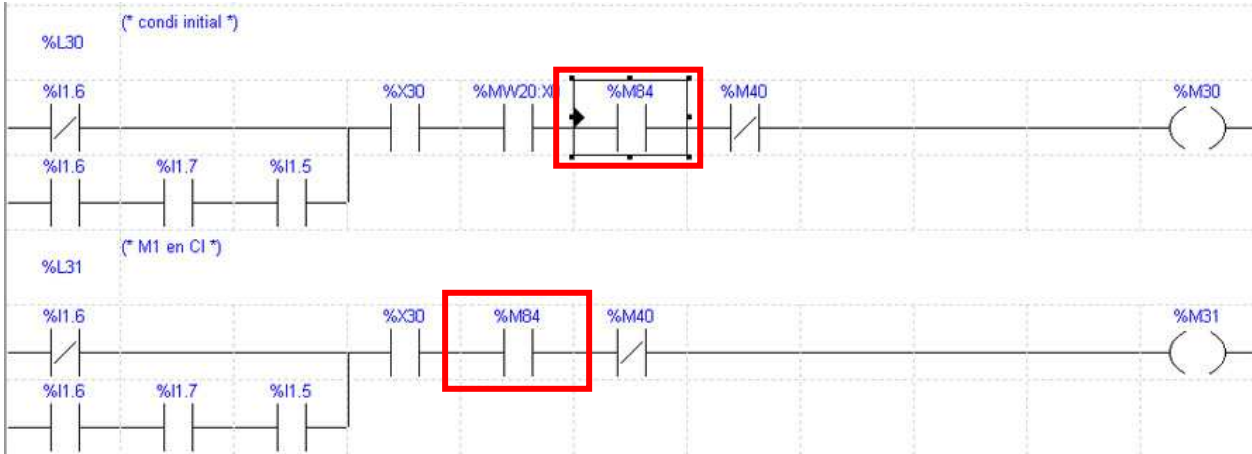 (* condi initial *)
%L30
%I1.6 %X30 %MW20:X %M84 %M40 %M30
%I1.6 %I1.7 %I1.5
(* M1 en CI *)
%L31
%I1.6 %X30 %M84 %M40 %M31
%I1.6 %I1.7 %I1.5